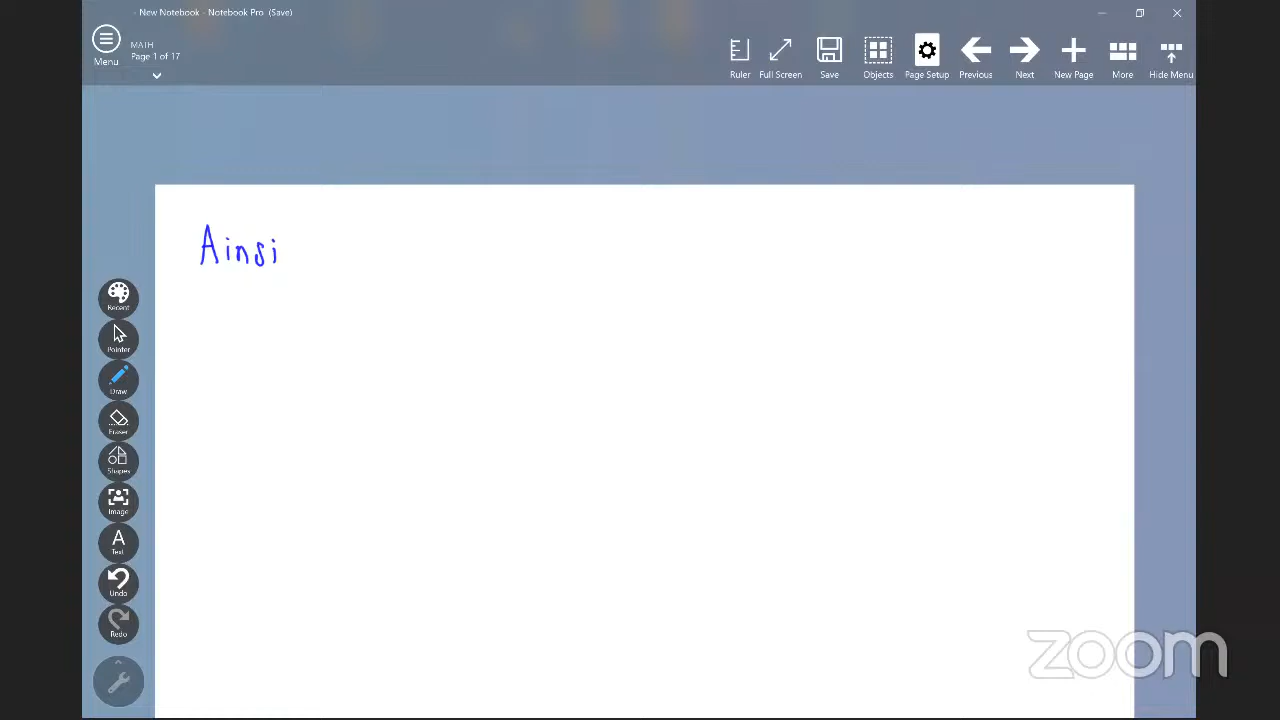 - New Notebook - Notebook Pro (Save)
Menu
MATH
Page 1 of 17
Ruler
Full Screen
Save
Objects
Page Setup
Previous
Next
New Page
More
Hide Menu
Ainsi
Recent
Pointer
Draw
Eraser
Shapes
Image
A
Text
Undo
Redo
zoom